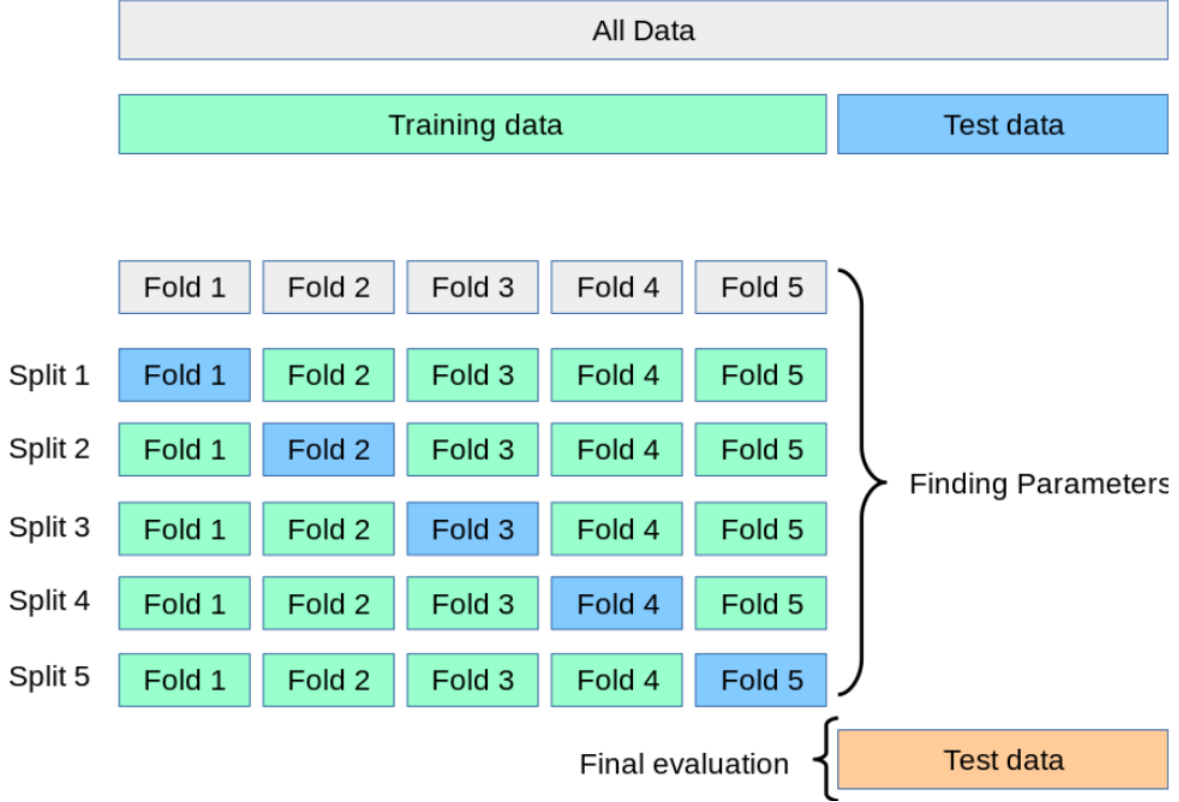 All Data
Training data Test data
Fold 1 Fold 2 Fold 3 Fold 4 Fold 5
Split 1 Fold 1 Fold 2 Fold 3 Fold 4 Fold 5
Split 2 Fold 1 Fold 2 Fold 3 Fold 4 Fold 5
Finding Parameters
Split 3 Fold 1 Fold 2 Fold 3 Fold 4 Fold 5
Split 4 Fold 1 Fold 2 Fold 3 Fold 4 Fold 5
Split 5 Fold 1 Fold 2 Fold 3 Fold 4 Fold 5
Final evaluation Test data